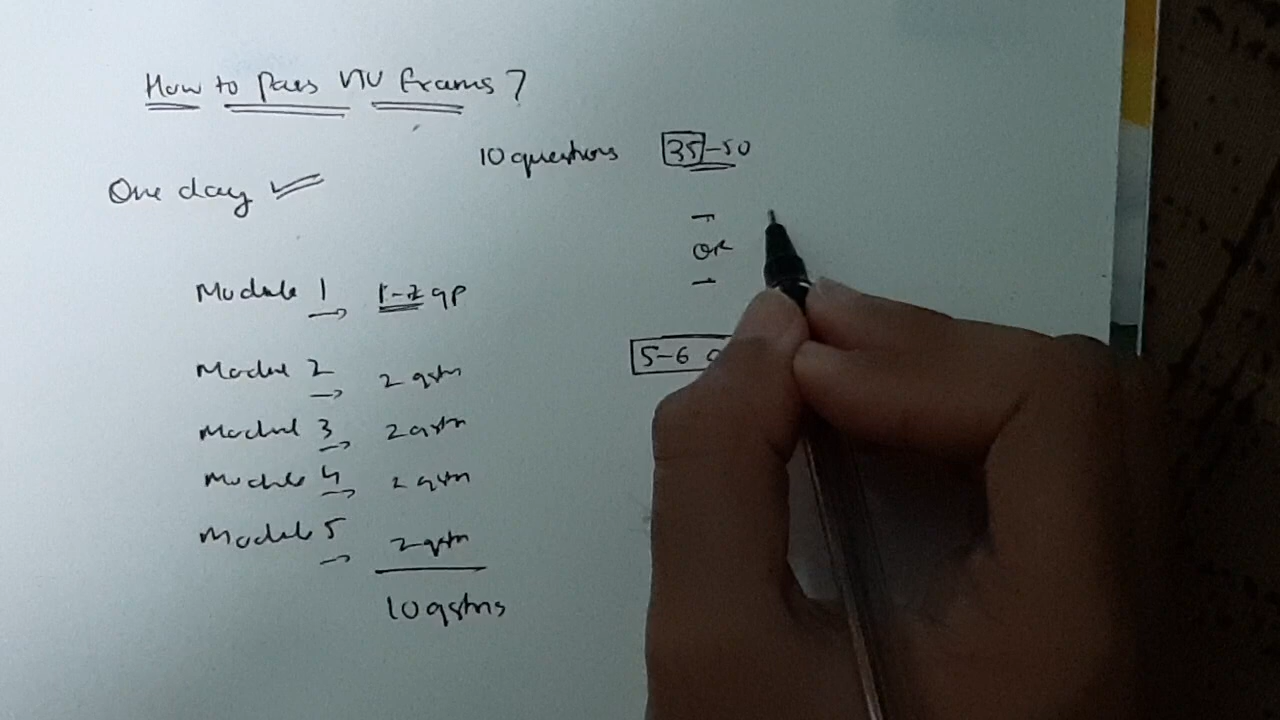 How to Pass VTU Exams?
10 questions 35-50
One day
OR
Module 1 → 1-2 qp
5-6
Module 2 → 2 qstn
Module 3 → 2 qstn
Module 4 → 2 qstn
Module 5 → 2 qstn
10 qstns